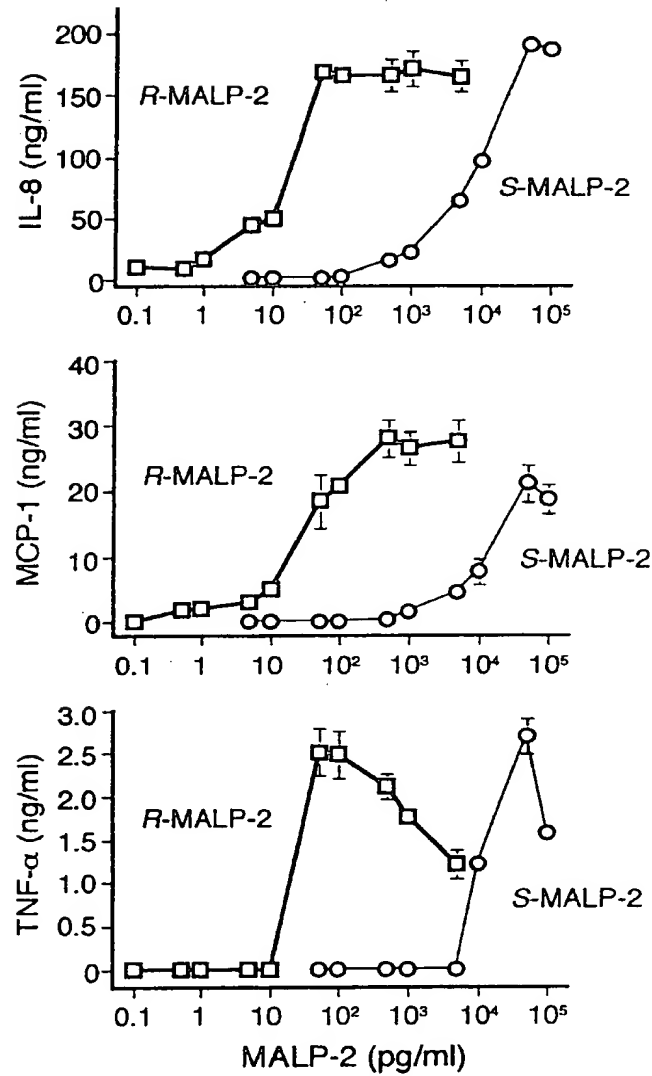 IL-8 (ng/ml)
200
150
100
50
0
R-MALP-2
S-MALP-2
0.1 1 10 10² 10³ 10⁴ 10⁵
MCP-1 (ng/ml)
40
30
20
10
0
R-MALP-2
S-MALP-2
0.1 1 10 10² 10³ 10⁴ 10⁵
TNF-α (ng/ml)
3.0
2.5
2.0
1.5
1.0
0.5
0
R-MALP-2
S-MALP-2
0.1 1 10 10² 10³ 10⁴ 10⁵
MALP-2 (pg/ml)